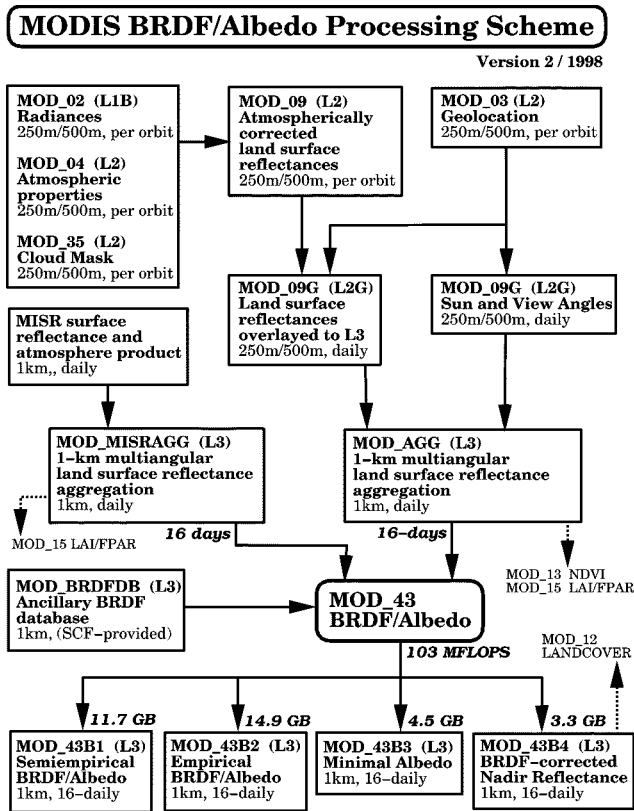 MODIS BRDF/Albedo Processing Scheme
Version 2 / 1998
MOD_02 (L1B)
Radiances
250m/500m, per orbit
MOD_04 (L2)
Atmospheric
properties
250m/500m, per orbit
MOD_35 (L2)
Cloud Mask
250m/500m, per orbit
MOD_09 (L2)
Atmospherically
corrected
land surface
reflectances
250m/500m, per orbit
MOD_03 (L2)
Geolocation
250m/500m, per orbit
MOD_09G (L2G)
Land surface
reflectances
overlayed to L3
250m/500m, daily
MOD_09G (L2G)
Sun and View Angles
250m/500m, daily
MISR surface
reflectance and
atmosphere product
1km,, daily
MOD_MISRAGG (L3)
1-km multiangular
land surface reflectance
aggregation
1km, daily
MOD_AGG (L3)
1-km multiangular
land surface reflectance
aggregation
1km, daily
MOD_15 LAI/FPAR
16 days
16-days
MOD_13 NDVI
MOD_15 LAI/FPAR
MOD_BRDFDB (L3)
Ancillary BRDF
database
1km, (SCF-provided)
MOD_43
BRDF/Albedo
103 MFLOPS
MOD_12
LANDCOVER
11.7 GB
14.9 GB
4.5 GB
3.3 GB
MOD_43B1 (L3)
Semiempirical
BRDF/Albedo
1km, 16-daily
MOD_43B2 (L3)
Empirical
BRDF/Albedo
1km, 16-daily
MOD_43B3 (L3)
Minimal Albedo
1km, 16-daily
MOD_43B4 (L3)
BRDF-corrected
Nadir Reflectance
1km, 16-daily